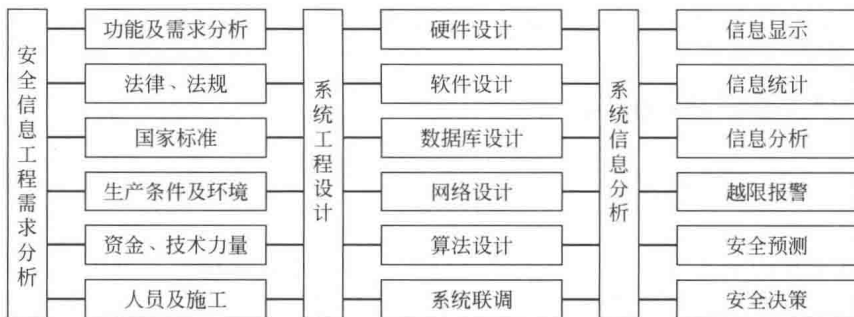 安全信息工程需求分析
功能及需求分析
法律、法规
国家标准
生产条件及环境
资金、技术力量
人员及施工
系统工程设计
硬件设计
软件设计
数据库设计
网络设计
算法设计
系统联调
系统信息分析
信息显示
信息统计
信息分析
越限报警
安全预测
安全决策